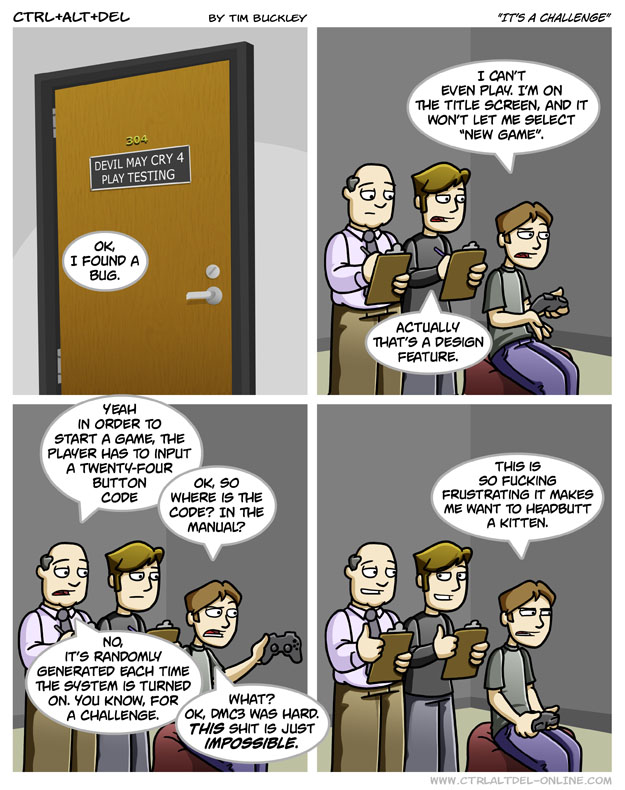 CTRL+ALT+DEL
BY TIM BUCKLEY
"IT'S A CHALLENGE"
304
DEVIL MAY CRY 4
PLAY TESTING
OK,
I FOUND A
BUG.
I CAN'T
EVEN PLAY. I'M ON
THE TITLE SCREEN, AND IT
WON'T LET ME SELECT
"NEW GAME".
ACTUALLY
THAT'S A DESIGN
FEATURE.
YEAH
IN ORDER TO
START A GAME, THE
PLAYER HAS TO INPUT
A TWENTY-FOUR
BUTTON
CODE
OK, SO
WHERE IS THE
CODE? IN THE
MANUAL?
NO,
IT'S RANDOMLY
GENERATED EACH TIME
THE SYSTEM IS TURNED
ON. YOU KNOW, FOR
A CHALLENGE.
WHAT?
OK, DMC3 WAS HARD.
THIS SHIT IS JUST
IMPOSSIBLE.
THIS IS
SO FUCKING
FRUSTRATING IT MAKES
ME WANT TO HEADBUTT
A KITTEN.
WWW.CTRLALTDEL-ONLINE.COM